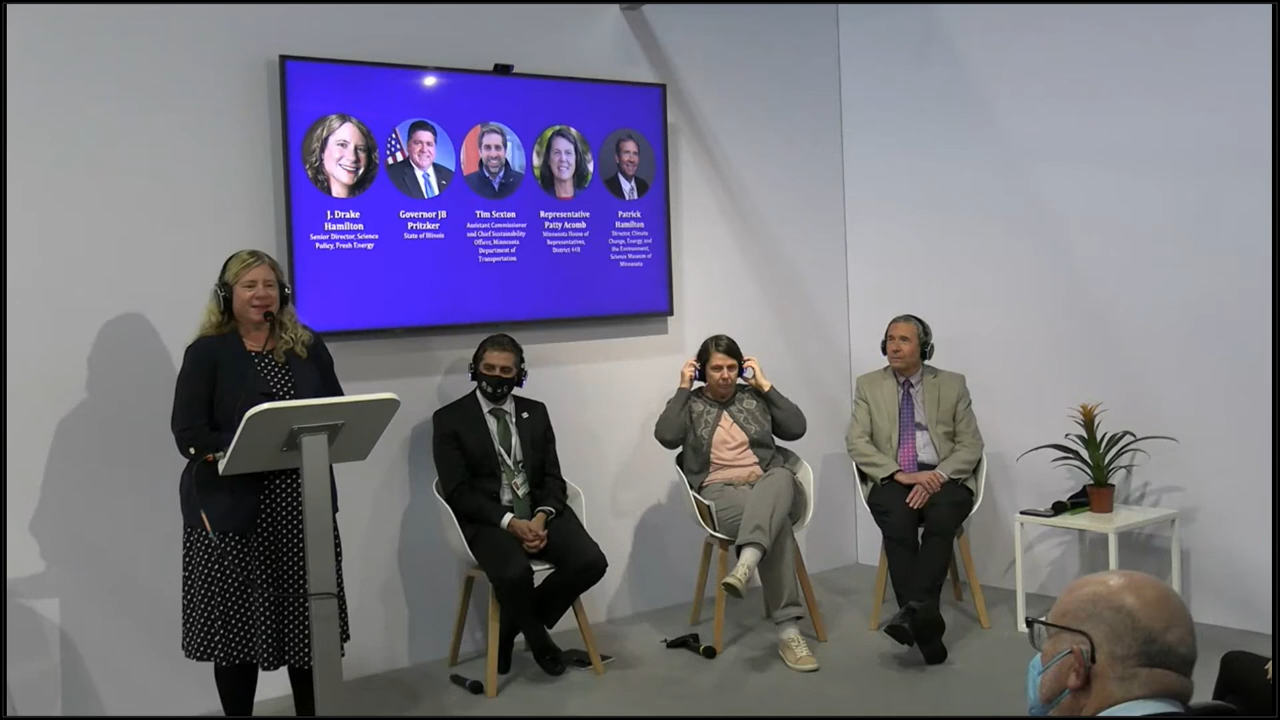 J. Drake
Hamilton
Senior Director, Science
Policy, Fresh Energy
Governor JB
Pritzker
State of Illinois
Tim Sexton
Assistant Commissioner
and Chief Sustainability
Officer, Minnesota
Department of
Transportation
Representative
Patty Acomb
Minnesota House of
Representatives,
District 44B
Patrick
Hamilton
Director, Climate
Change, Energy, and
the Environment,
Science Museum of
Minnesota